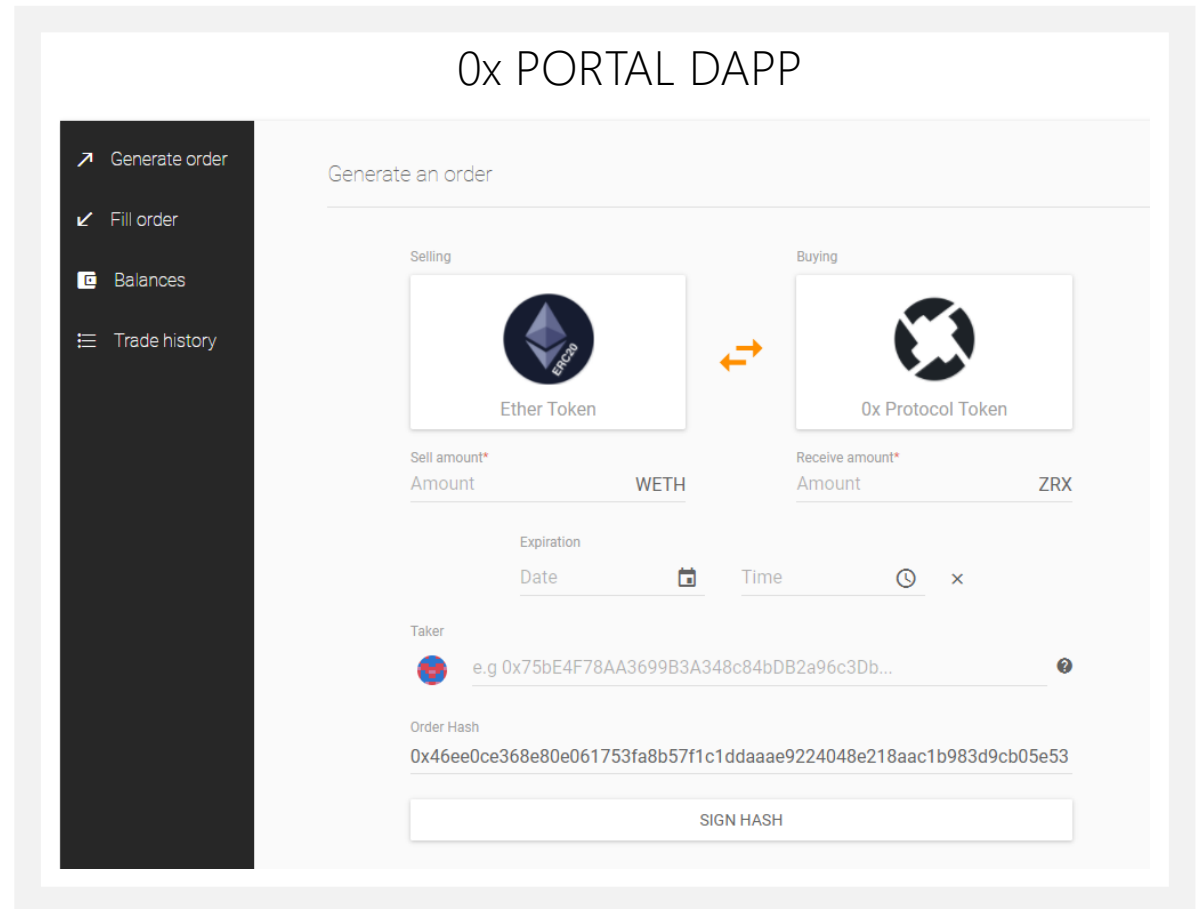 0x PORTAL DAPP
Generate order
Fill order
Balances
Trade history
Generate an order
Selling
Buying
ERC20
Ether Token
0x Protocol Token
Sell amount*
Receive amount*
Amount WETH
Amount ZRX
Expiration
Date
Time
Taker
e.g 0x75bE4F78AA3699B3A348c84bDB2a96c3Db...
Order Hash
0x46ee0ce368e80e061753fa8b57f1c1ddaaae9224048e218aac1b983d9cb05e53
SIGN HASH